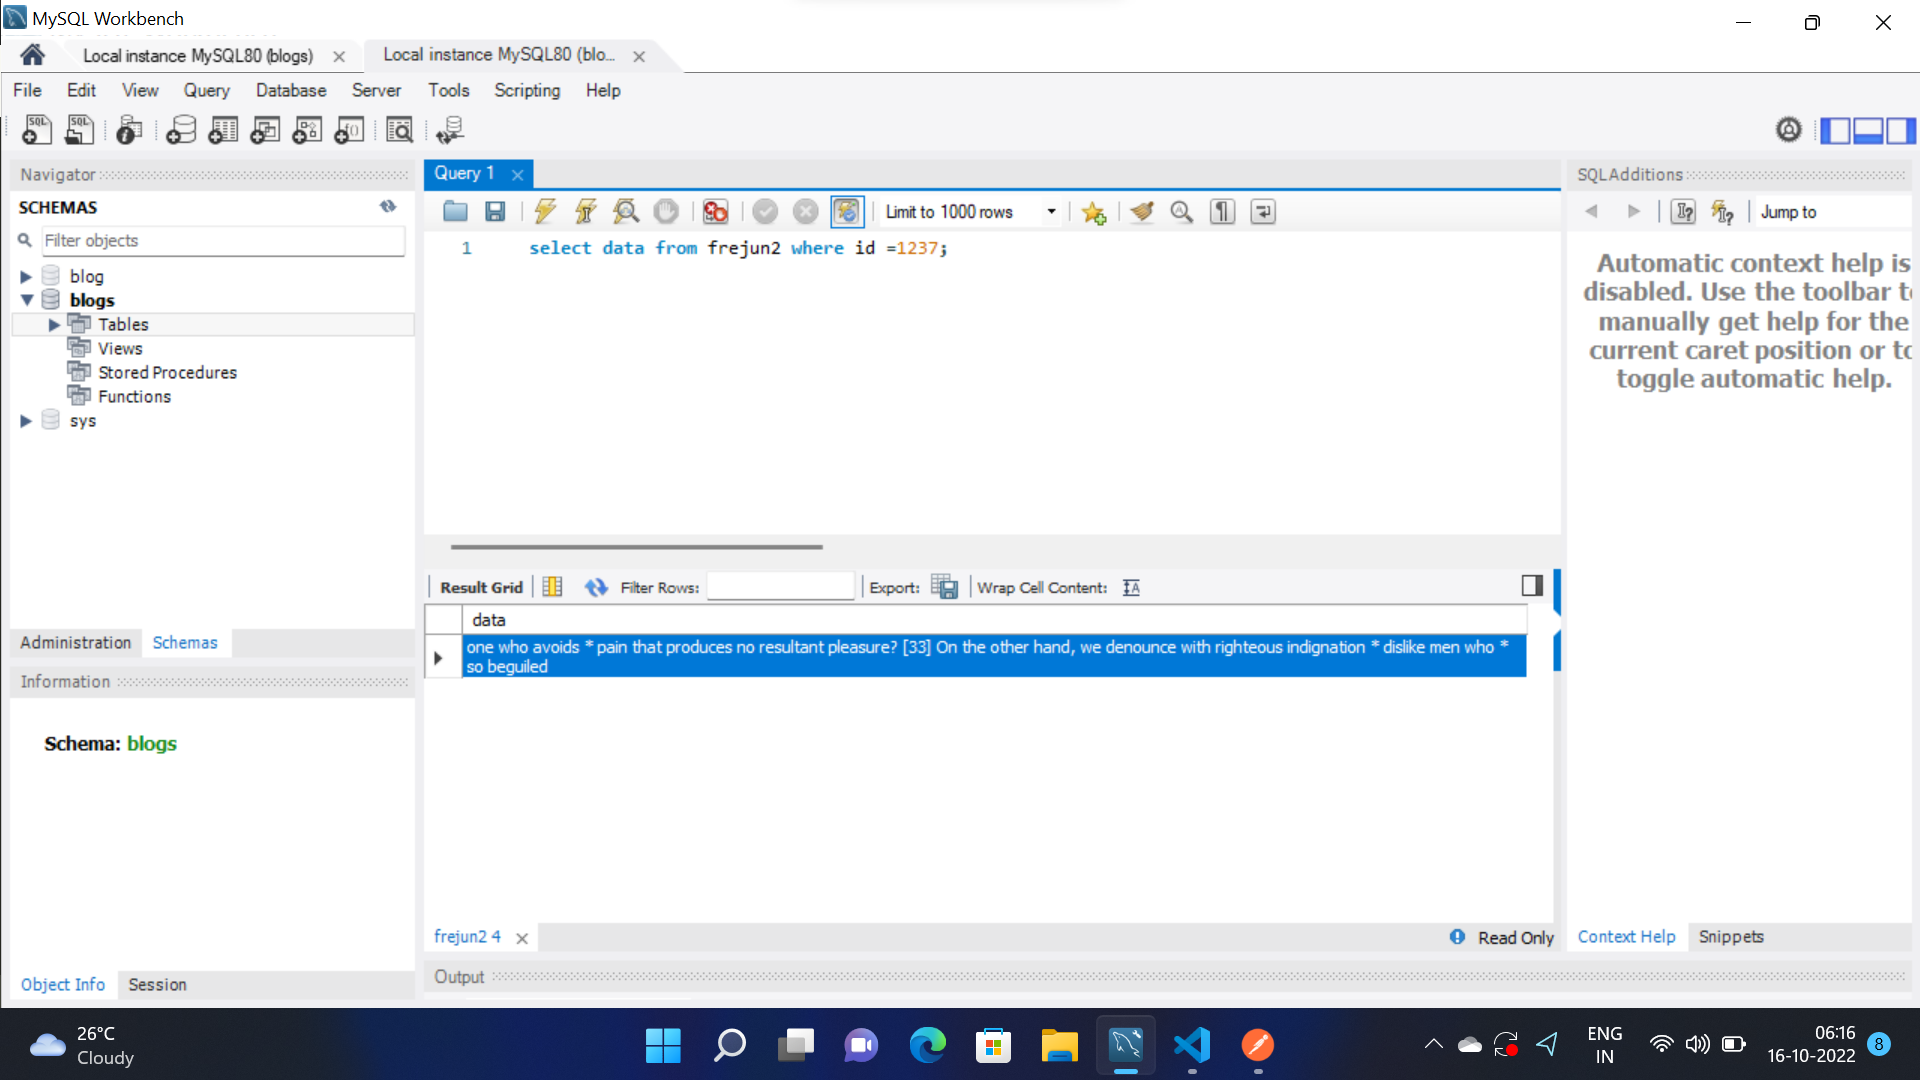 MySQL Workbench
Local instance MySQL80 (blogs)
Local instance MySQL80 (blo...
File Edit View Query Database Server Tools Scripting Help
Navigator
SCHEMAS
Filter objects
blog
blogs
Tables
Views
Stored Procedures
Functions
sys
Administration Schemas
Information
Schema: blogs
Object Info Session
Query 1
Limit to 1000 rows
1 select data from frejun2 where id =1237;
Result Grid Filter Rows: Export: Wrap Cell Content:
data
one who avoids * pain that produces no resultant pleasure? [33] On the other hand, we denounce with righteous indignation * dislike men who *
so beguiled
frejun2 4
Read Only
Output
SQLAdditions
Jump to
Automatic context help is
disabled. Use the toolbar t
manually get help for the
current caret position or to
toggle automatic help.
Context Help Snippets
26°C
Cloudy
ENG
IN
06:16
16-10-2022
8